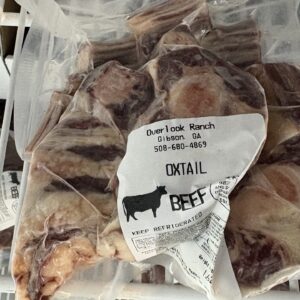 Overlook Ranch
Gibson, GA
508-680-4869
OXTAIL
BEEF
KEEP REFRIGERATED